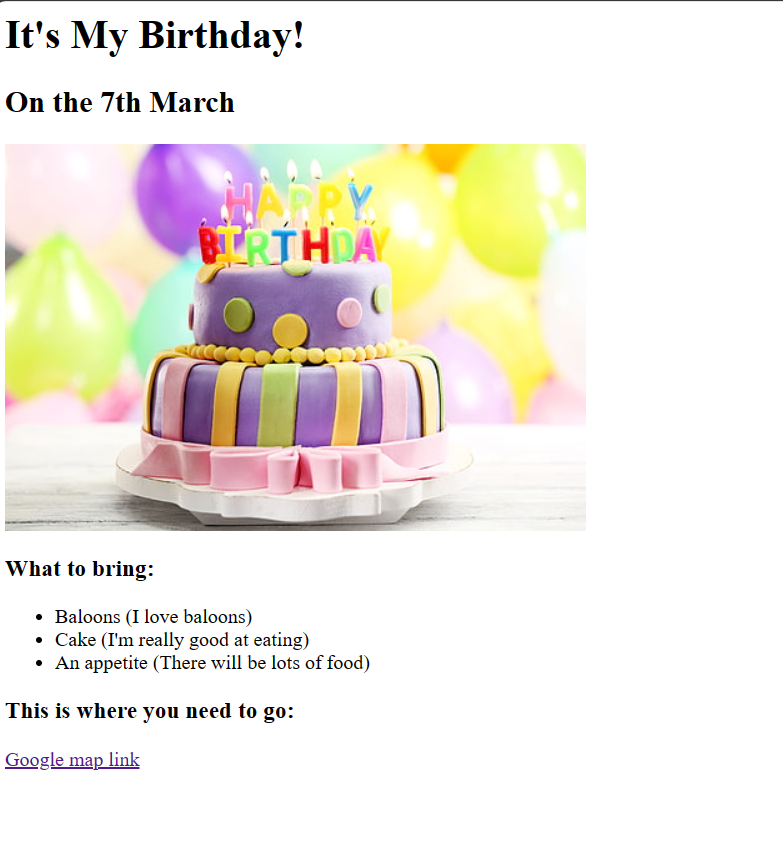 It's My Birthday!
On the 7th March
HAPPY
BIRTHDAY
What to bring:
Baloons (I love baloons)
Cake (I'm really good at eating)
An appetite (There will be lots of food)
This is where you need to go:
Google map link